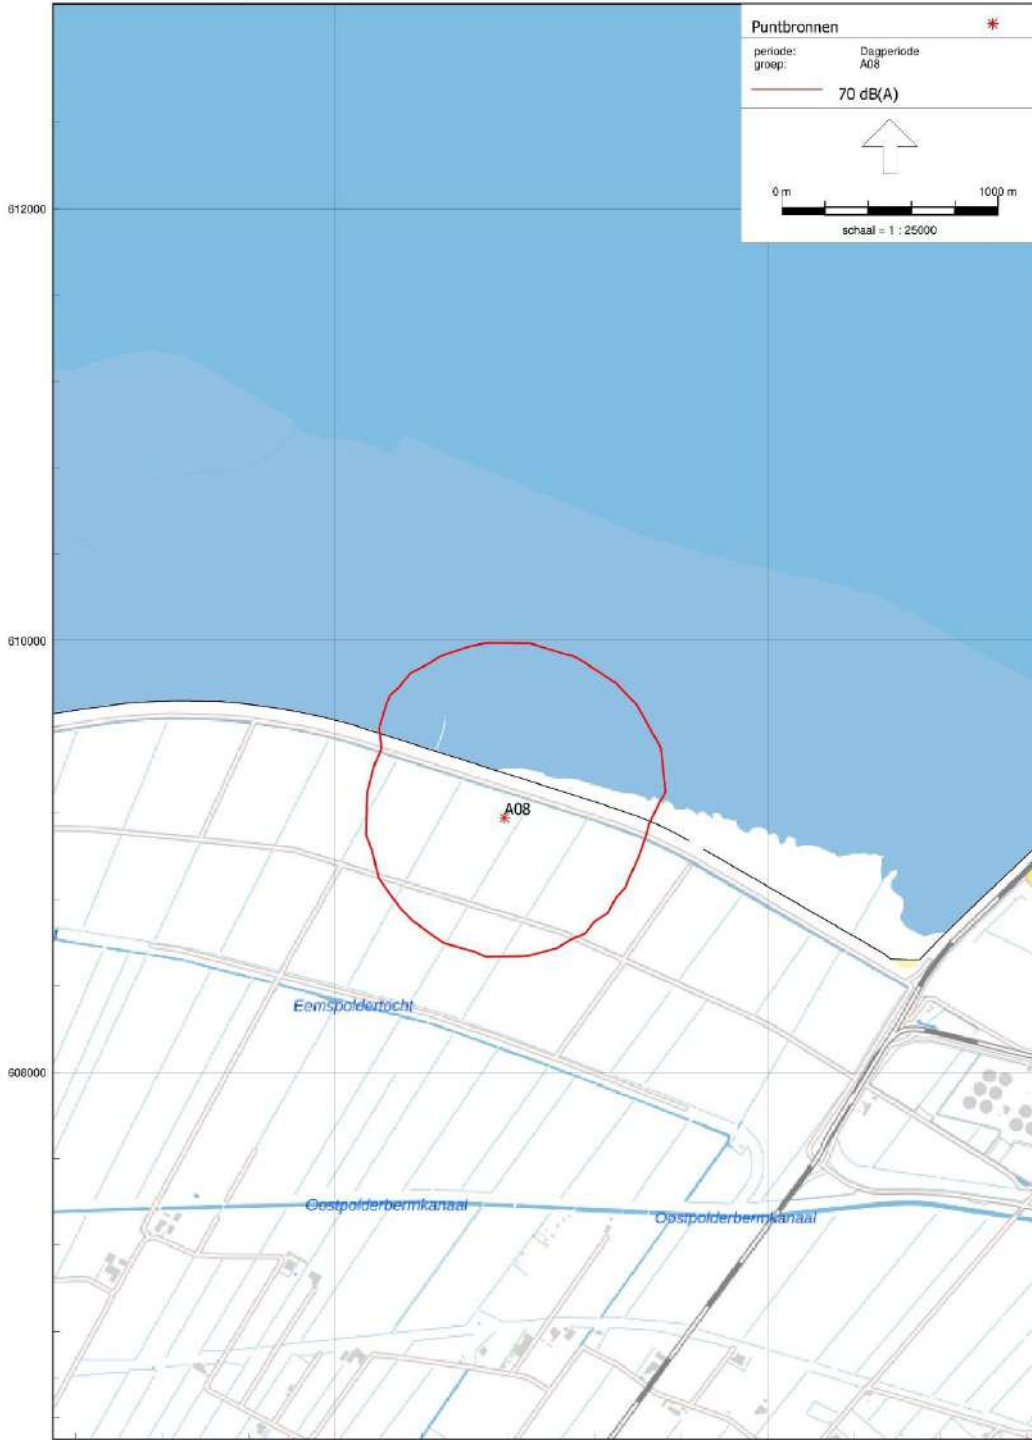 Puntbronnen
periode: Dagperiode
groep: A08
70 dB(A)
0 m 1000 m
schaal = 1 : 25000
612000
610000
A08
Eemspoldertocht
608000
Oostpolderbermkanaal
Oostpolderbermkanaal